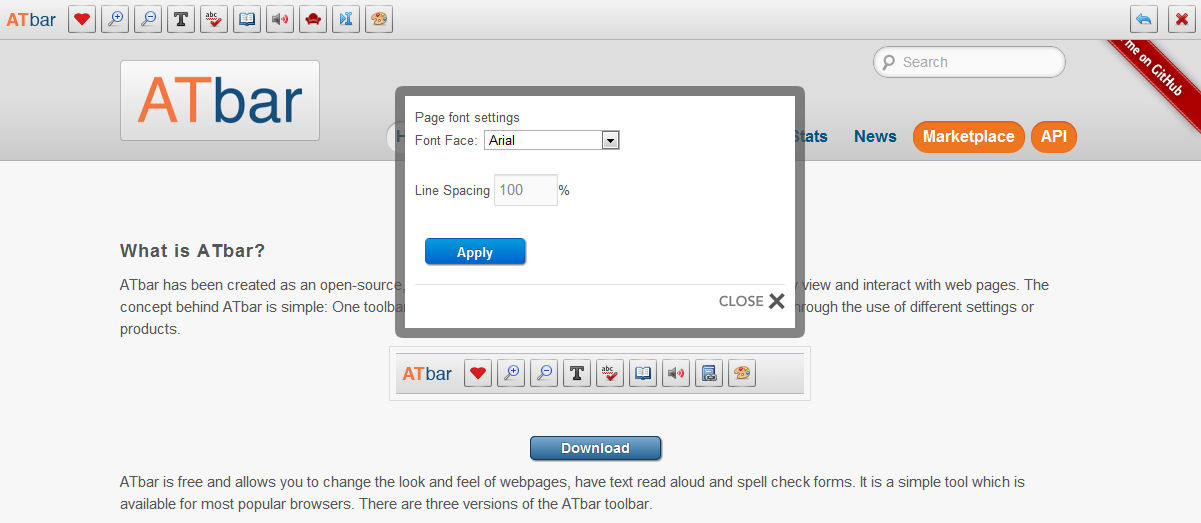 ATbar
T
abc
Search
me on GitHub
ATbar
H
Stats
News
Marketplace
API
Page font settings
Font Face: Arial
Line Spacing 100 %
Apply
CLOSE
What is ATbar?
ATbar has been created as an open-source, view and interact with web pages. The
concept behind ATbar is simple: One toolbar through the use of different settings or
products.
ATbar
T
abc
Download
ATbar is free and allows you to change the look and feel of webpages, have text read aloud and spell check forms. It is a simple tool which is
available for most popular browsers. There are three versions of the ATbar toolbar.